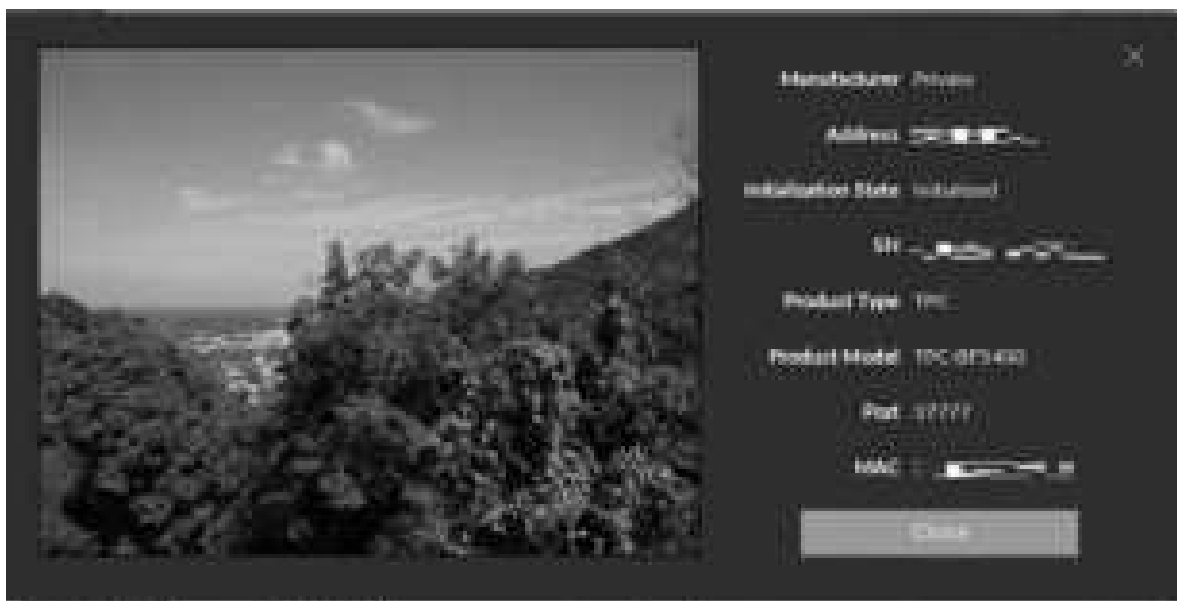 Manufacturer Private
Address
Initialization State Initialized
SN
Product Type TPC
Product Model
Port 37777
MAC
Close